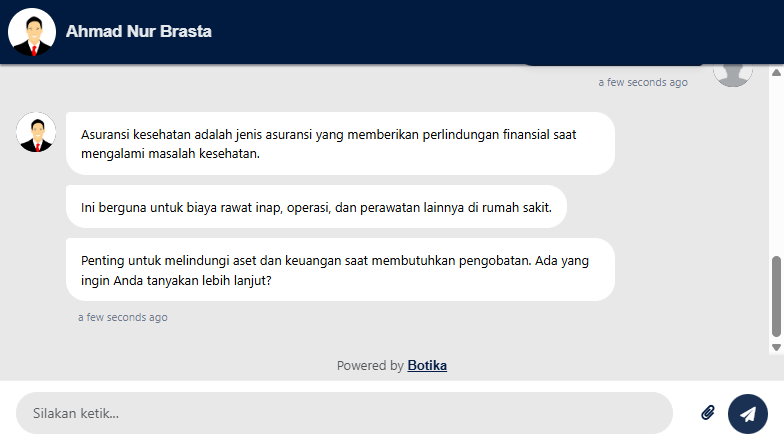 Ahmad Nur Brasta
a few seconds ago
Asuransi kesehatan adalah jenis asuransi yang memberikan perlindungan finansial saat
mengalami masalah kesehatan.
Ini berguna untuk biaya rawat inap, operasi, dan perawatan lainnya di rumah sakit.
Penting untuk melindungi aset dan keuangan saat membutuhkan pengobatan. Ada yang
ingin Anda tanyakan lebih lanjut?
a few seconds ago
Powered by Botika
Silakan ketik...